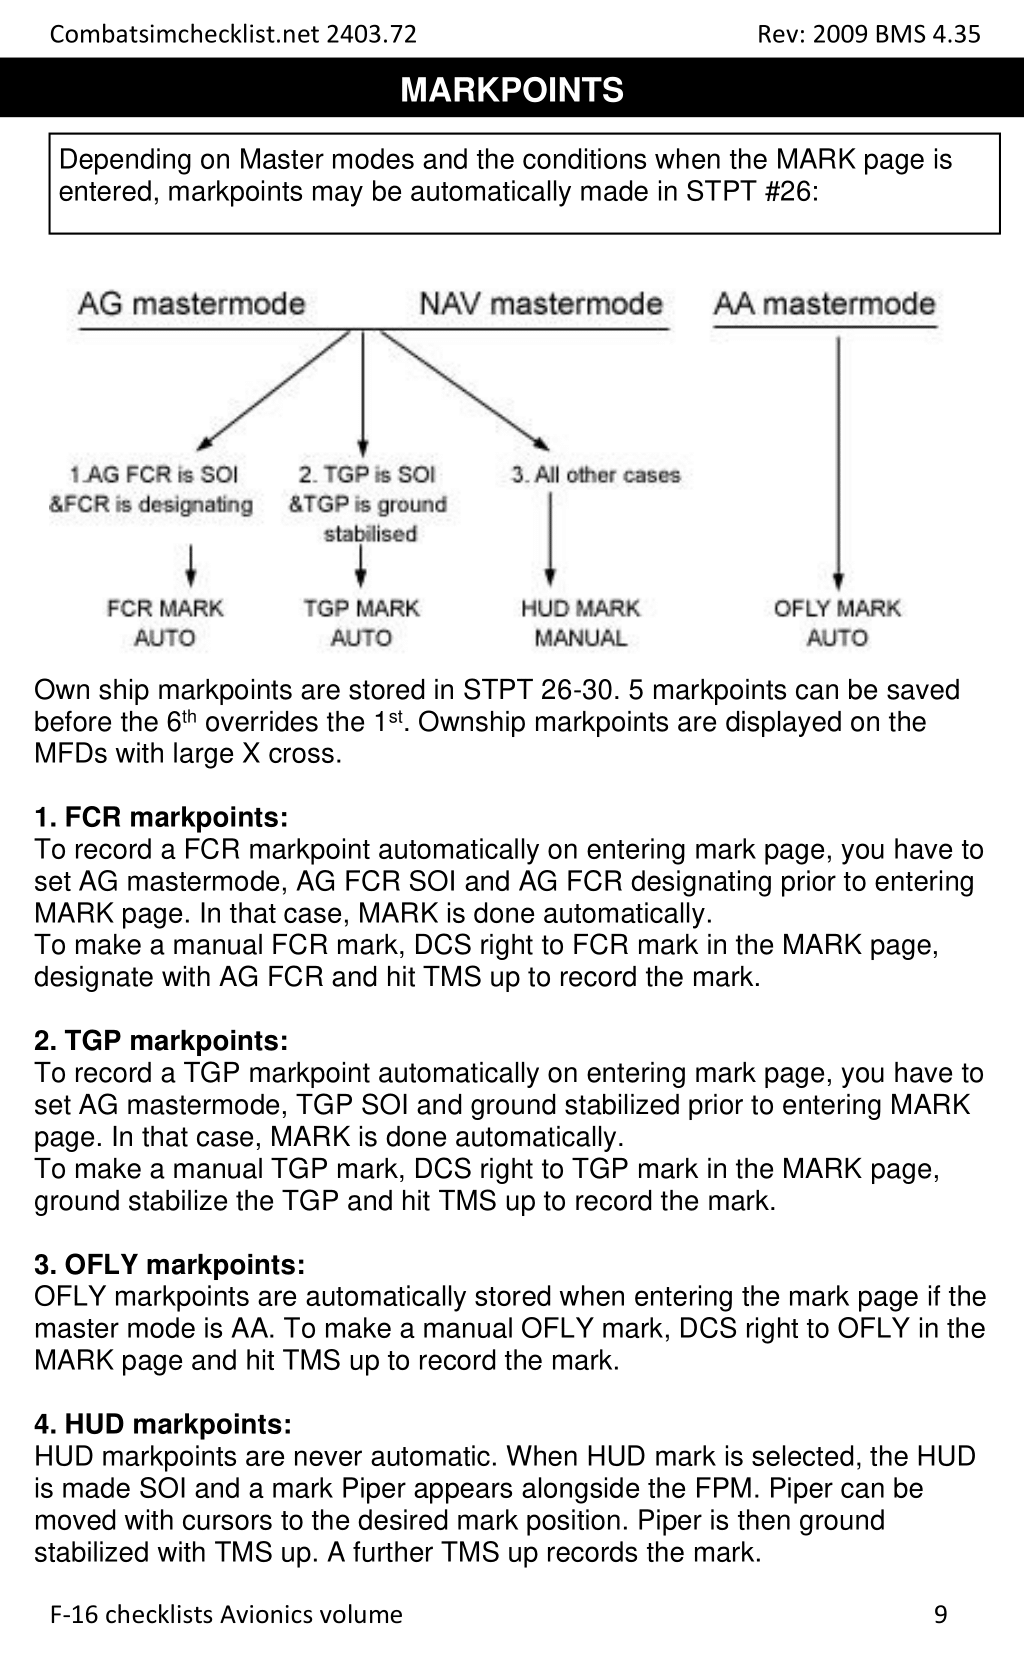 Combatsimchecklist.net 2403.72 Rev: 2009 BMS 4.35
MARKPOINTS
Depending on Master modes and the conditions when the MARK page is
entered, markpoints may be automatically made in STPT #26:
AG mastermode NAV mastermode AA mastermode
1.AG FCR is SOI 2. TGP is SOI 3. All other cases
&FCR is designating &TGP is ground
stabilised
FCR MARK TGP MARK HUD MARK OFLY MARK
AUTO AUTO MANUAL AUTO
Own ship markpoints are stored in STPT 26-30. 5 markpoints can be saved
before the 6th overrides the 1st. Ownship markpoints are displayed on the
MFDs with large X cross.
1. FCR markpoints:
To record a FCR markpoint automatically on entering mark page, you have to
set AG mastermode, AG FCR SOI and AG FCR designating prior to entering
MARK page. In that case, MARK is done automatically.
To make a manual FCR mark, DCS right to FCR mark in the MARK page,
designate with AG FCR and hit TMS up to record the mark.
2. TGP markpoints:
To record a TGP markpoint automatically on entering mark page, you have to
set AG mastermode, TGP SOI and ground stabilized prior to entering MARK
page. In that case, MARK is done automatically.
To make a manual TGP mark, DCS right to TGP mark in the MARK page,
ground stabilize the TGP and hit TMS up to record the mark.
3. OFLY markpoints:
OFLY markpoints are automatically stored when entering the mark page if the
master mode is AA. To make a manual OFLY mark, DCS right to OFLY in the
MARK page and hit TMS up to record the mark.
4. HUD markpoints:
HUD markpoints are never automatic. When HUD mark is selected, the HUD
is made SOI and a mark Piper appears alongside the FPM. Piper can be
moved with cursors to the desired mark position. Piper is then ground
stabilized with TMS up. A further TMS up records the mark.
F-16 checklists Avionics volume 9